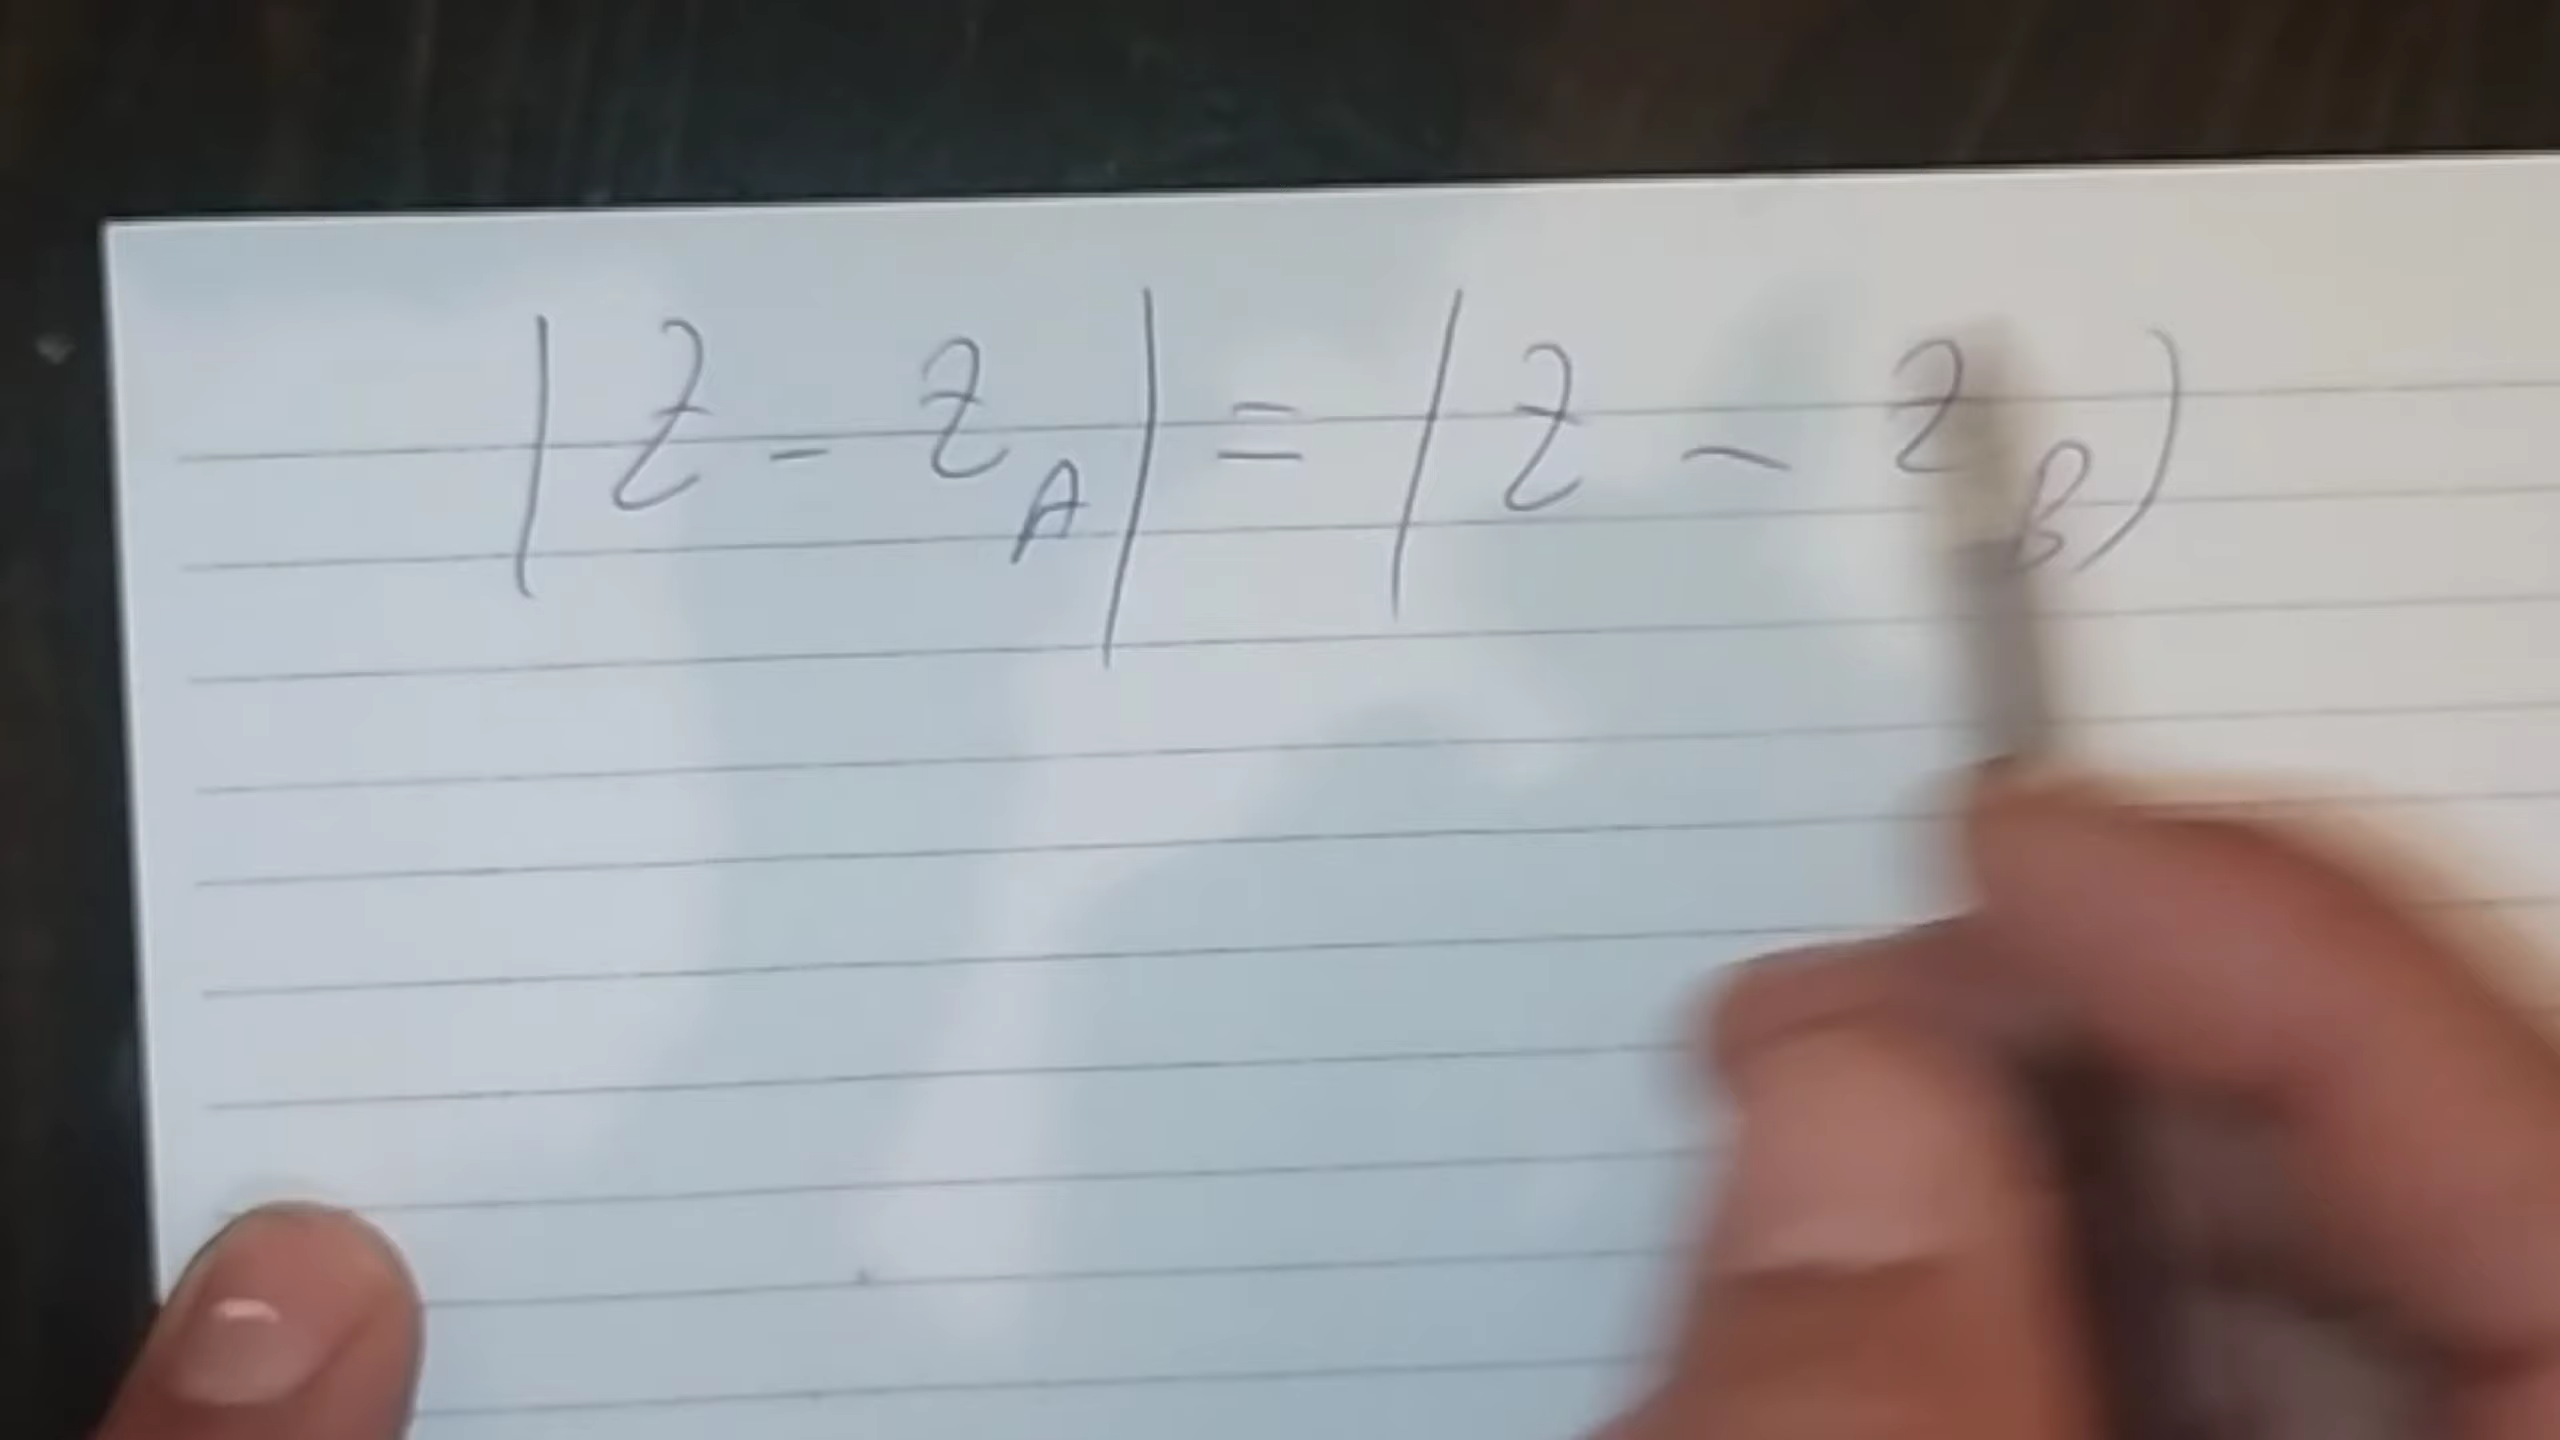 |z - z_A| = |z - z_B|